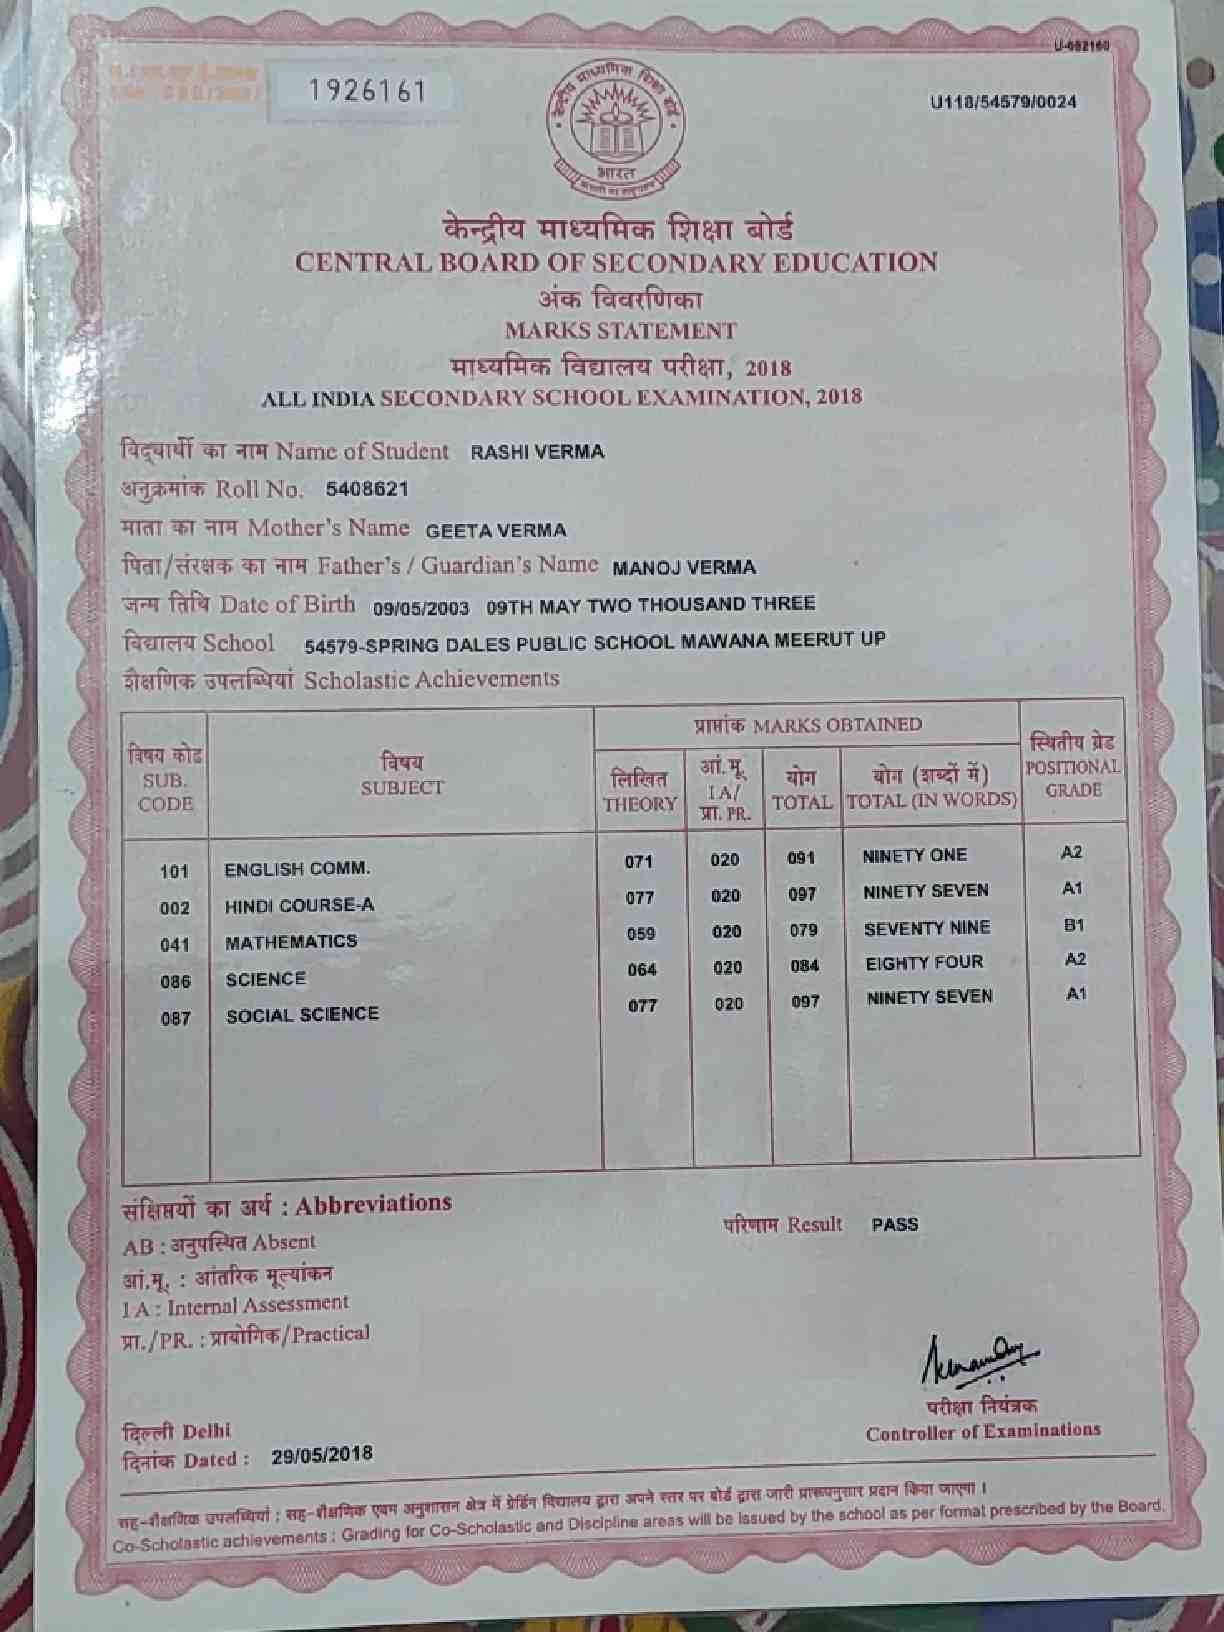 U-082160
1926161
U118/54579/0024
भारत
केन्द्रीय माध्यमिक शिक्षा बोर्ड
CENTRAL BOARD OF SECONDARY EDUCATION
अंक विवरणिका
MARKS STATEMENT
माध्यमिक विद्यालय परीक्षा, 2018
ALL INDIA SECONDARY SCHOOL EXAMINATION, 2018
विद्यार्थी का नाम Name of Student RASHI VERMA
अनुक्रमांक Roll No. 5408621
माता का नाम Mother's Name GEETA VERMA
पिता/संरक्षक का नाम Father's / Guardian's Name MANOJ VERMA
जन्म तिथि Date of Birth 09/05/2003 09TH MAY TWO THOUSAND THREE
विद्यालय School 54579-SPRING DALES PUBLIC SCHOOL MAWANA MEERUT UP
शैक्षणिक उपलब्धियां Scholastic Achievements
विषय कोड SUB. CODE
विषय SUBJECT
प्राप्तांक MARKS OBTAINED
लिखित THEORY
आं.मू. I A/ प्रा. PR.
योग TOTAL
योग (शब्दों में) TOTAL (IN WORDS)
स्थितीय ग्रेड POSITIONAL GRADE
101 ENGLISH COMM. 071 020 091 NINETY ONE A2
002 HINDI COURSE-A 077 020 097 NINETY SEVEN A1
041 MATHEMATICS 059 020 079 SEVENTY NINE B1
086 SCIENCE 064 020 084 EIGHTY FOUR A2
087 SOCIAL SCIENCE 077 020 097 NINETY SEVEN A1
संक्षिप्तयों का अर्थ : Abbreviations
परिणाम Result PASS
AB : अनुपस्थित Absent
आं.मू. : आंतरिक मूल्यांकन
I A : Internal Assessment
प्रा./PR. : प्रायोगिक/Practical
परीक्षा नियंत्रक
Controller of Examinations
दिल्ली Delhi
दिनांक Dated : 29/05/2018
सह-शैक्षणिक उपलब्धियां : सह-शैक्षणिक एवम अनुशासन क्षेत्र में ग्रेडिंग विद्यालय द्वारा अपने स्तर पर बोर्ड द्वारा जारी प्रारूपनुसार प्रदान किया जाएगा ।
Co-Scholastic achievements : Grading for Co-Scholastic and Discipline areas will be issued by the school as per format prescribed by the Board.